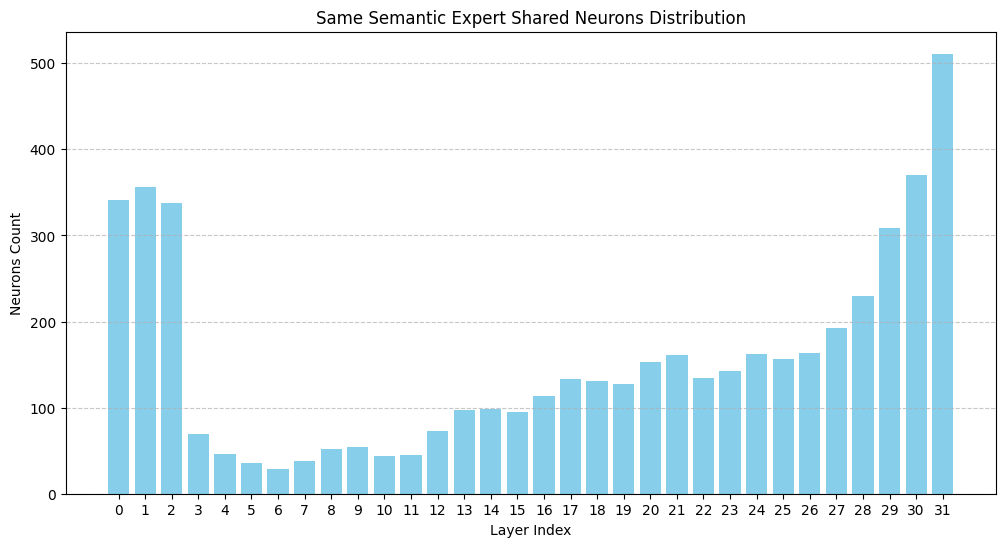 Same Semantic Expert Shared Neurons Distribution
Neurons Count
500
400
300
200
100
0
0 1 2 3 4 5 6 7 8 9 10 11 12 13 14 15 16 17 18 19 20 21 22 23 24 25 26 27 28 29 30 31
Layer Index